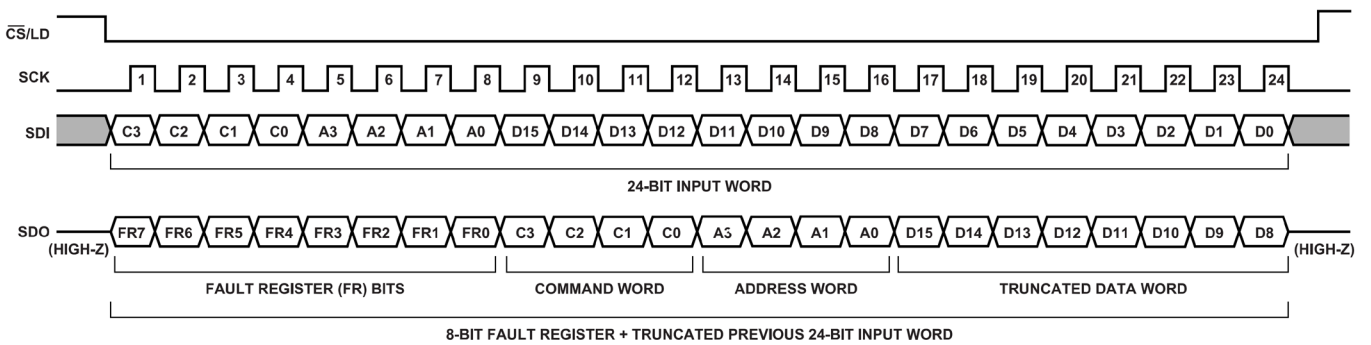 CS/LD
SCK 1 2 3 4 5 6 7 8 9 10 11 12 13 14 15 16 17 18 19 20 21 22 23 24
SDI C3 C2 C1 C0 A3 A2 A1 A0 D15 D14 D13 D12 D11 D10 D9 D8 D7 D6 D5 D4 D3 D2 D1 D0
24-BIT INPUT WORD
SDO FR7 FR6 FR5 FR4 FR3 FR2 FR1 FR0 C3 C2 C1 C0 A3 A2 A1 A0 D15 D14 D13 D12 D11 D10 D9 D8
(HIGH-Z) (HIGH-Z)
FAULT REGISTER (FR) BITS COMMAND WORD ADDRESS WORD TRUNCATED DATA WORD
8-BIT FAULT REGISTER + TRUNCATED PREVIOUS 24-BIT INPUT WORD